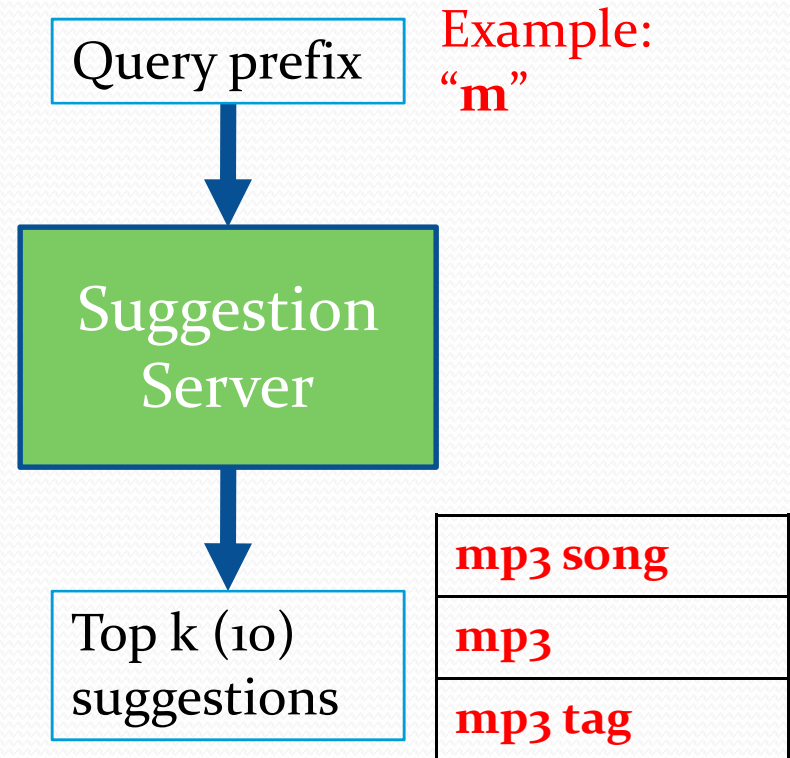 Query prefix
Example:
“m”
Suggestion
Server
Top k (10)
suggestions
mp3 song
mp3
mp3 tag